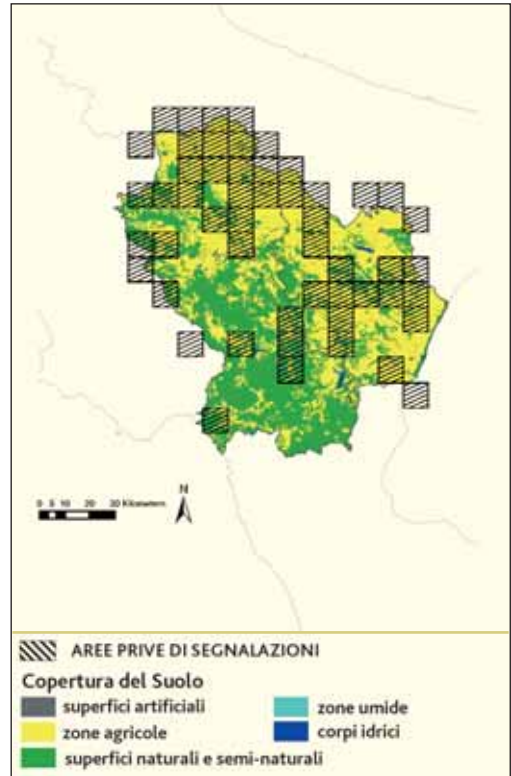 N
0 5 10 20 30 Kilometers
AREE PRIVE DI SEGNALAZIONI
Copertura del Suolo
superfici artificiali
zone umide
zone agricole
corpi idrici
superfici naturali e semi-naturali